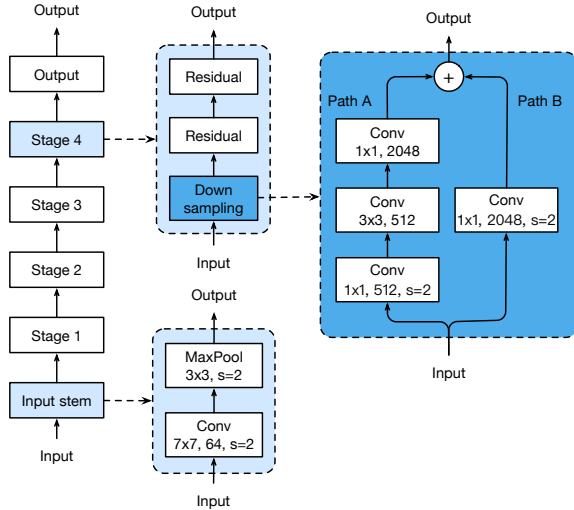 Output
Output
Stage 4
Stage 3
Stage 2
Stage 1
Input stem
Input
Output
Residual
Residual
Down
sampling
Input
Output
MaxPool
3x3, s=2
Conv
7x7, 64, s=2
Input
Output
+
Path A
Path B
Conv
1x1, 2048
Conv
3x3, 512
Conv
1x1, 2048, s=2
Conv
1x1, 512, s=2
Input